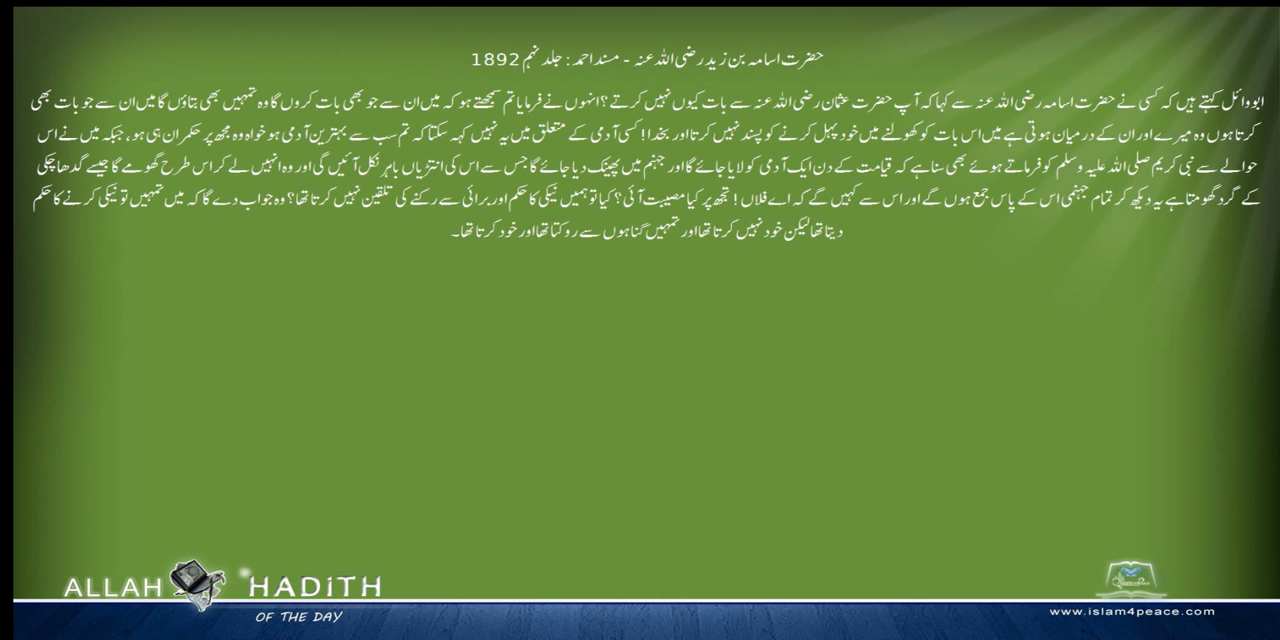 حضرت اسامہ بن زید رضی اللہ عنہ - مسند احمد : جلد نہم 1892
ابو وائل کہتے ہیں کہ کسی نے حضرت اسامہ رضی اللہ عنہ سے کہا کہ آپ حضرت عثمان رضی اللہ عنہ سے بات کیوں نہیں کرتے ؟ انہوں نے فرمایا تم سمجھتے ہو کہ میں ان سے جو بھی بات کروں گا وہ تمہیں بھی بتاؤں گا میں ان سے جو بات بھی
کرتا ہوں وہ میرے اور ان کے درمیان ہوتی ہے میں اس بات کو کھولنے میں خود پہل کرنے کو پسند نہیں کرتا اور بخدا ! کسی آدمی کے متعلق میں یہ نہیں کہہ سکتا کہ تم سب سے بہترین آدمی ہو خواہ وہ مجھ پر حکمران ہی ہو ، جبکہ میں نے اس
حوالے سے نبی کریم صلی اللہ علیہ وسلم کو فرماتے ہوئے بھی سنا ہے کہ قیامت کے دن ایک آدمی کو لایا جائے گا اور جہنم میں پھینک دیا جائے گا جس سے اس کی انتڑیاں باہر نکل آئیں گی اور وہ انہیں لے کر اس طرح گھومے گا جیسے گدھا چکی
کے گرد گھومتا ہے یہ دیکھ کر تمام جہنمی اس کے پاس جمع ہوں گے اور اس سے کہیں گے کہ اے فلاں ! تجھ پر کیا مصیبت آئی ؟ کیا تو ہمیں نیکی کا حکم اور برائی سے رکنے کی تلقین نہیں کرتا تھا ؟ وہ جواب دے گا کہ میں تمہیں تو نیکی کرنے کا حکم
دیتا تھا لیکن خود نہیں کرتا تھا اور تمہیں گناہوں سے روکتا تھا اور خود کرتا تھا ۔
ALLAH HADITH
OF THE DAY
www.islam4peace.com